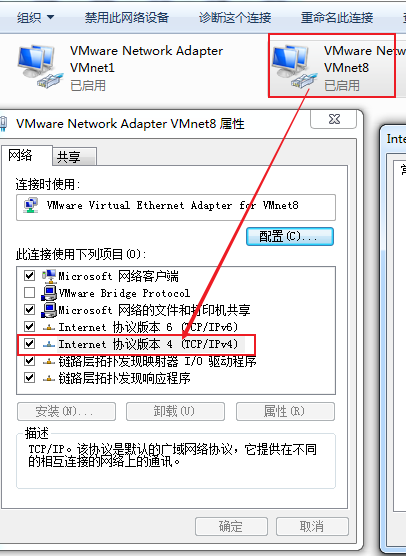 组织 禁用此网络设备 诊断这个连接 重命名此连接
VMware Network Adapter VMnet1
已启用
VMware Netw
VMnet8
已启用
VMware Network Adapter VMnet8 属性
Inte
网络 共享
连接时使用:
VMware Virtual Ethernet Adapter for VMnet8
配置(C)...
此连接使用下列项目(O):
Microsoft 网络客户端
VMware Bridge Protocol
Microsoft 网络的文件和打印机共享
Internet 协议版本 6 (TCP/IPv6)
Internet 协议版本 4 (TCP/IPv4)
链路层拓扑发现映射器 I/O 驱动程序
链路层拓扑发现响应程序
安装(N)... 卸载(U) 属性(R)
描述
TCP/IP。该协议是默认的广域网络协议，它提供在不同
的相互连接的网络上的通讯。
确定 取消